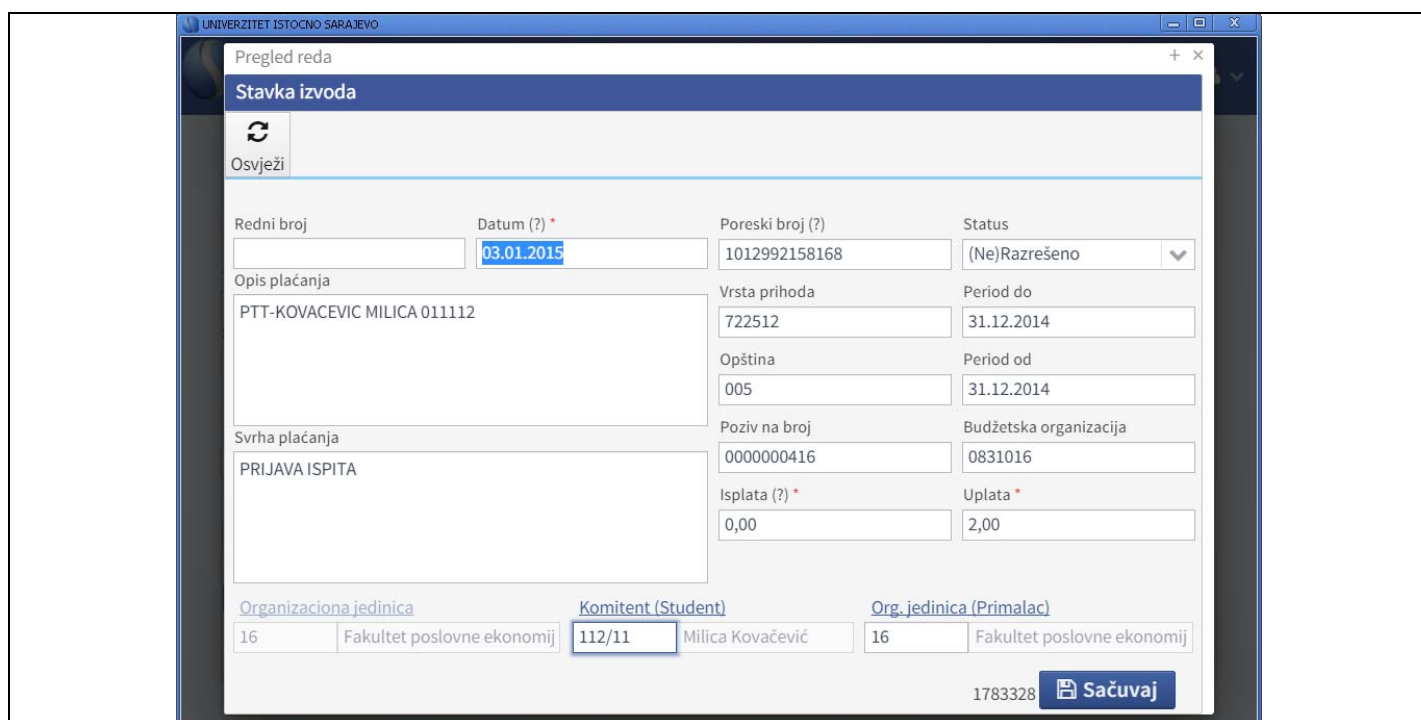 UNIVERZITET ISTOCNO SARAJEVO
Pregled reda
Stavka izvoda
Osvježi
Redni broj
Datum (?) *
03.01.2015
Opis plaćanja
PTT-KOVACEVIC MILICA 011112
Svrha plaćanja
PRIJAVA ISPITA
Poreski broj (?)
1012992158168
Status
(Ne)Razrešeno
Vrsta prihoda
722512
Period do
31.12.2014
Opština
005
Period od
31.12.2014
Poziv na broj
0000000416
Budžetska organizacija
0831016
Isplata (?) *
0,00
Uplata *
2,00
Organizaciona jedinica
16 Fakultet poslovne ekonomij
Komitent (Student)
112/11 Milica Kovačević
Org. jedinica (Primalac)
16 Fakultet poslovne ekonomij
1783328 Sačuvaj